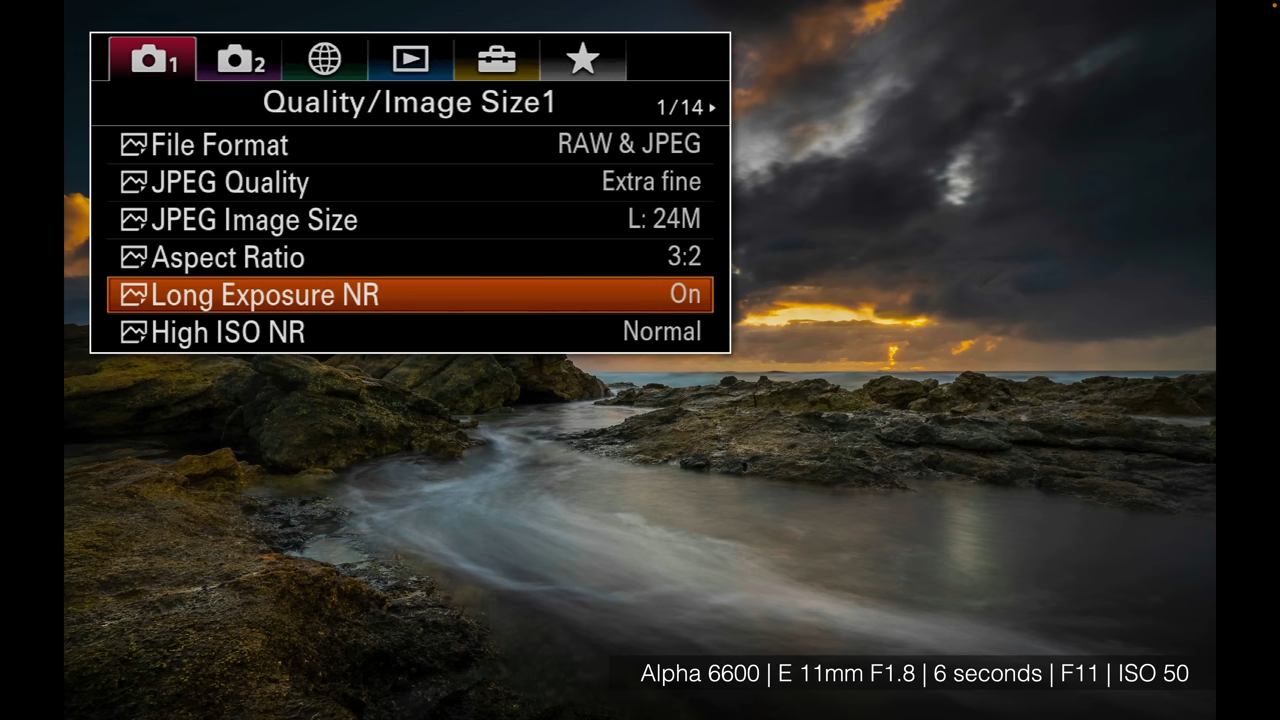 1 2
Quality/Image Size1 1/14
File Format RAW & JPEG
JPEG Quality Extra fine
JPEG Image Size L: 24M
Aspect Ratio 3:2
Long Exposure NR On
High ISO NR Normal
Alpha 6600 | E 11mm F1.8 | 6 seconds | F11 | ISO 50